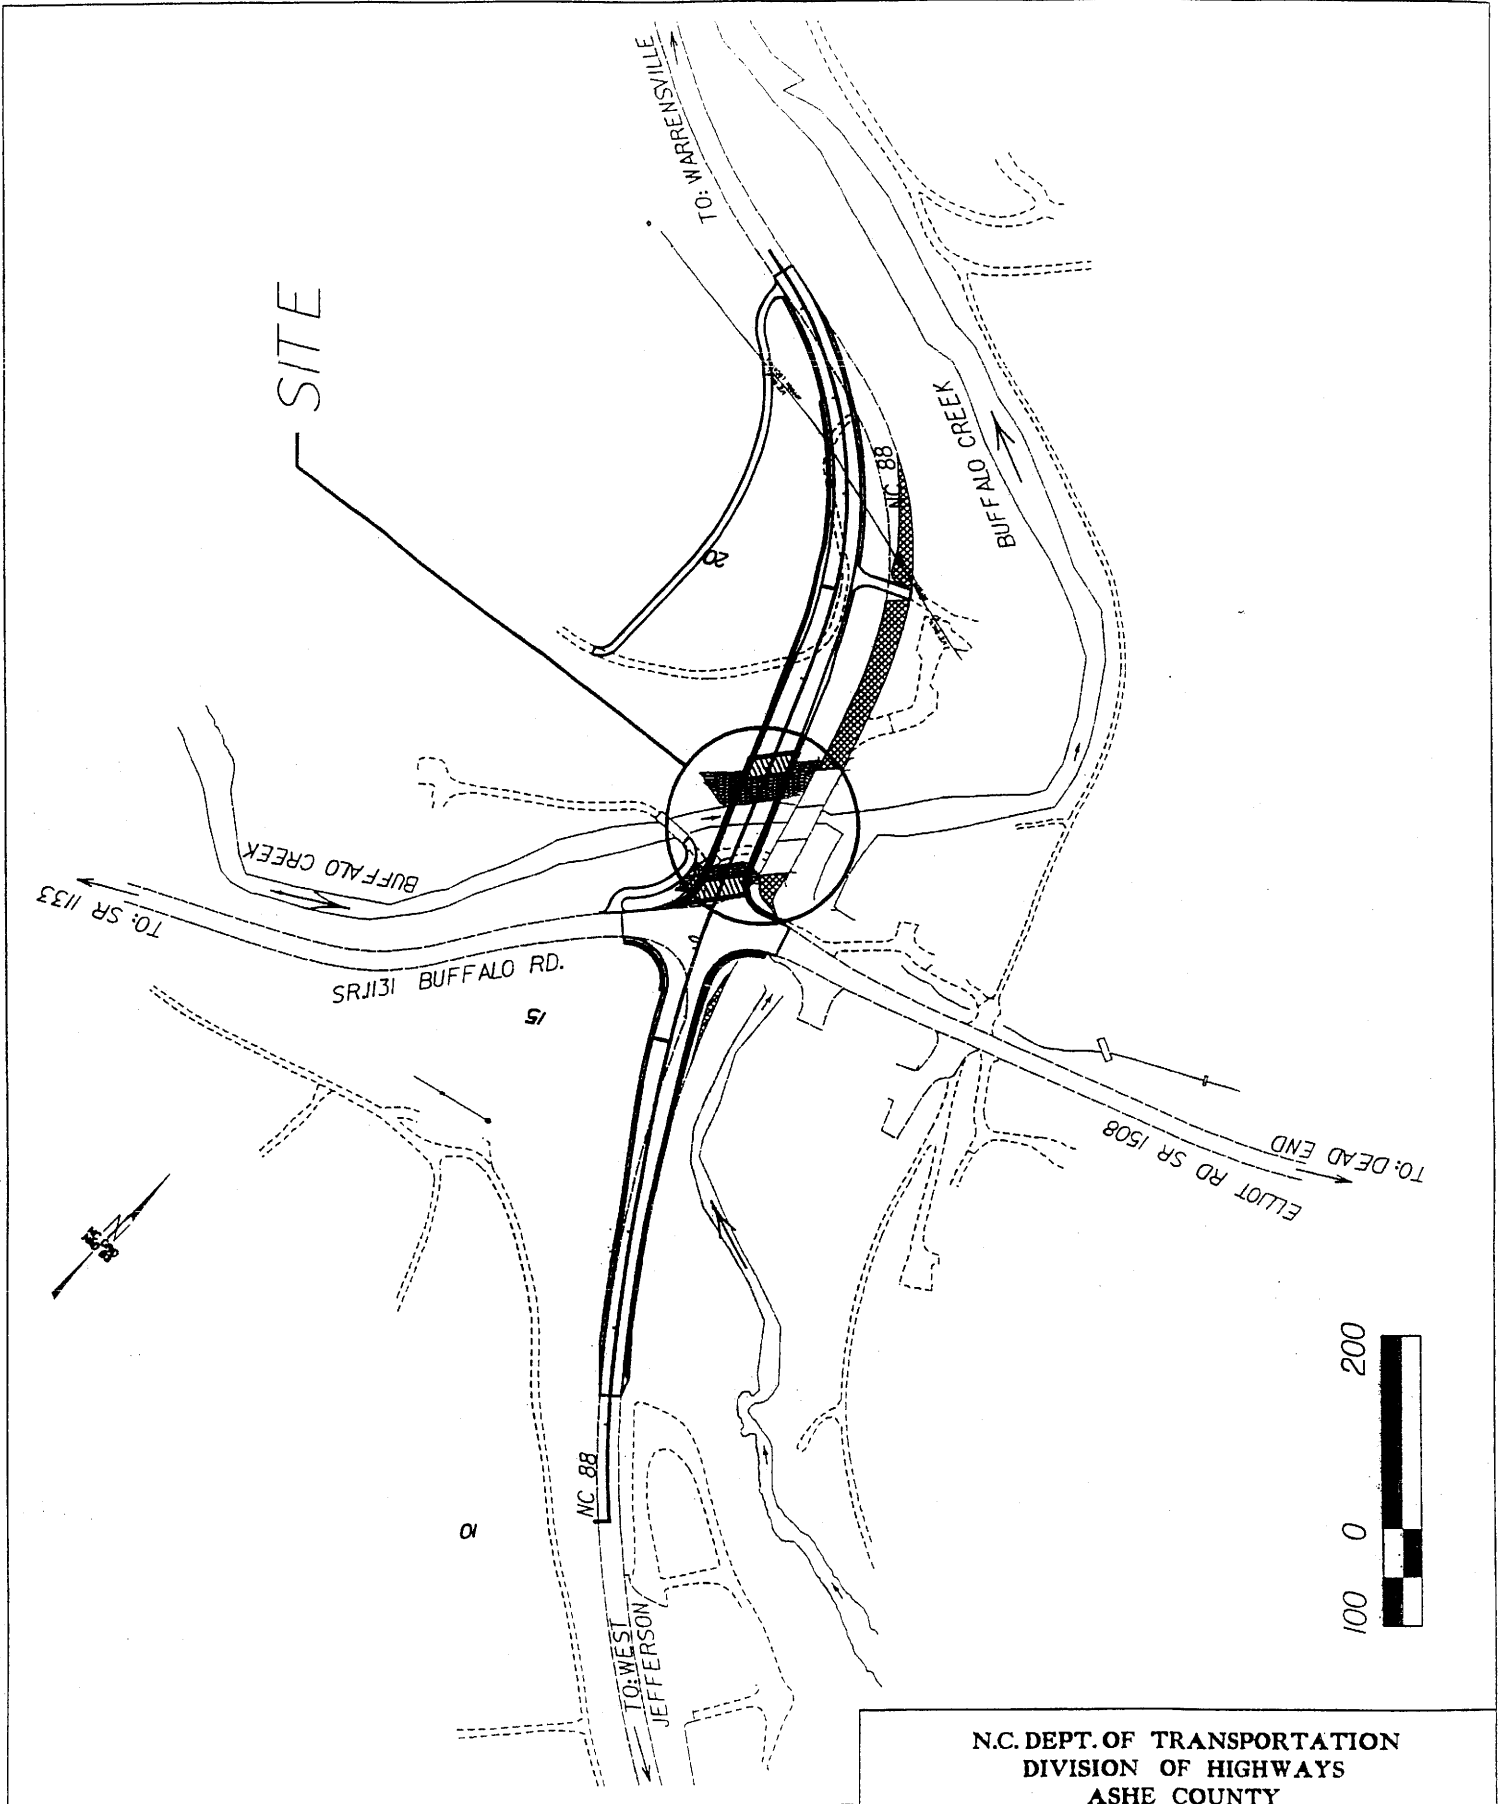 TO: WARRENSVILLE
SITE
BUFFALO CREEK
NC 88
20
BUFFALO CREEK
TO: SR 1133
SR1131 BUFFALO RD.
15
ELLIOT RD SR 1508
TO: DEAD END
NC 88
10
TO: WEST
JEFFERSON
200
0
100
N.C. DEPT. OF TRANSPORTATION
DIVISION OF HIGHWAYS
ASHE COUNTY